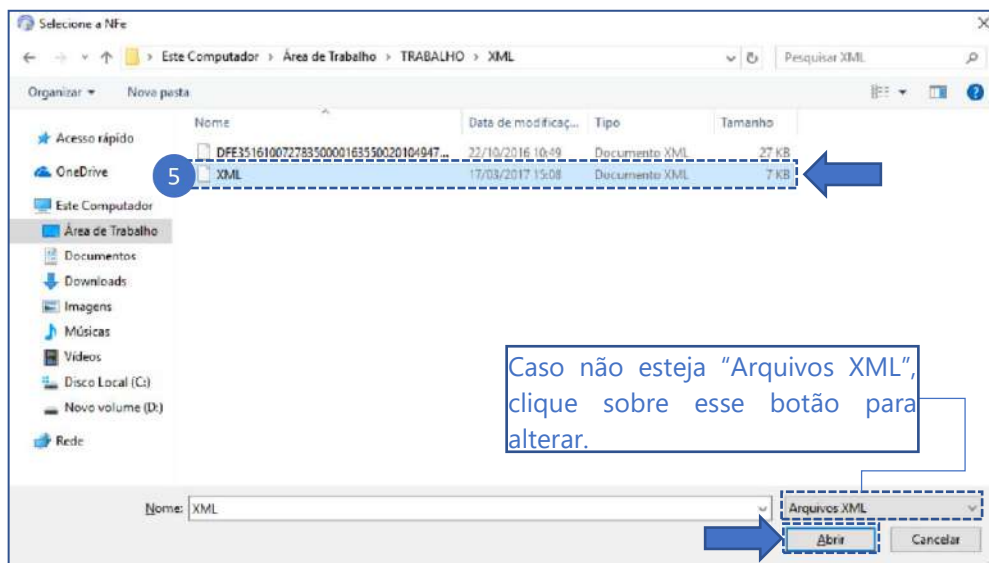 Selecione a NFe
Este Computador > Área de Trabalho > TRABALHO > XML
Pesquisar XML
Organizar
Nova pasta
Nome
Data de modificaç...
Tipo
Tamanho
Acesso rápido
DFE35161007278350000163550020104947... 22/10/2016 10:49 Documento XML 27 KB
OneDrive
5 XML 17/03/2017 15:08 Documento XML 7 KB
Este Computador
Área de Trabalho
Documentos
Downloads
Imagens
Músicas
Vídeos
Disco Local (C:)
Novo volume (D:)
Rede
Caso não esteja “Arquivos XML”,
clique sobre esse botão para
alterar.
Nome: XML
Arquivos XML
Abrir
Cancelar